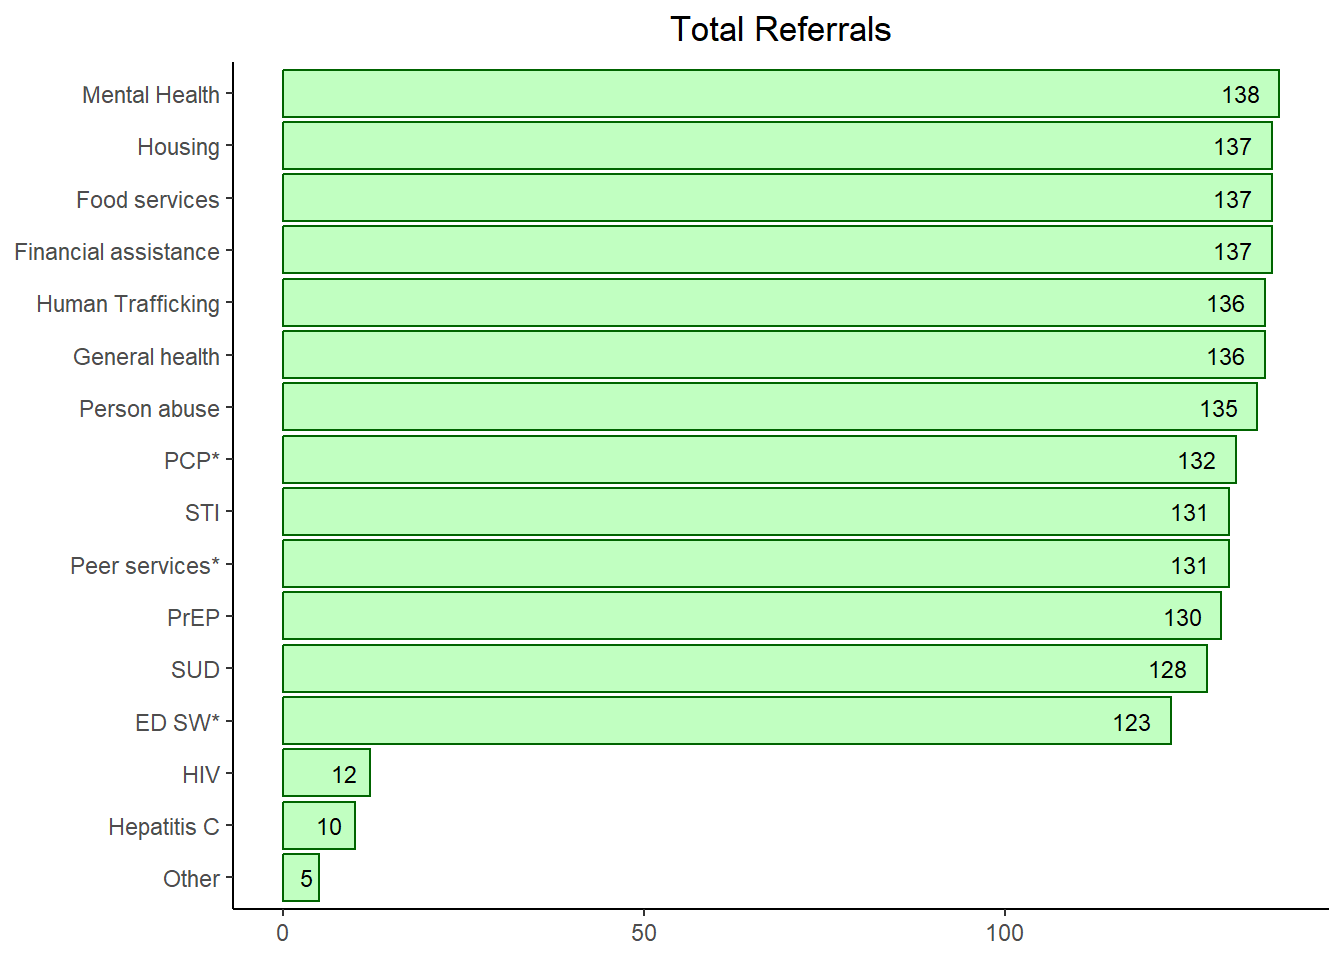 Total Referrals
Mental Health 138
Housing 137
Food services 137
Financial assistance 137
Human Trafficking 136
General health 136
Person abuse 135
PCP* 132
STI 131
Peer services* 131
PrEP 130
SUD 128
ED SW* 123
HIV 12
Hepatitis C 10
Other 5
0 50 100